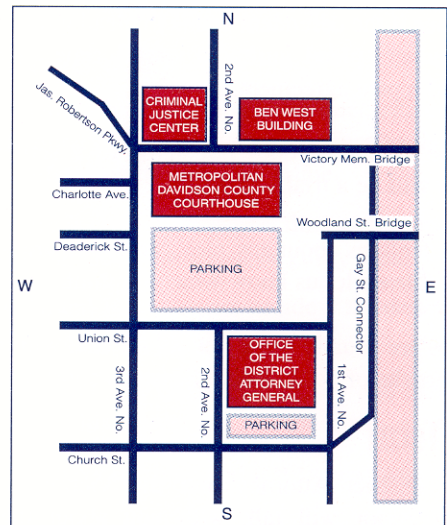 N
Jas. Robertson Pkwy.
2nd Ave. No.
CRIMINAL
JUSTICE
CENTER
BEN WEST
BUILDING
Victory Mem. Bridge
METROPOLITAN
DAVIDSON COUNTY
COURTHOUSE
Charlotte Ave.
Woodland St. Bridge
Deaderick St.
PARKING
Gay St. Connector
W
E
Union St.
3rd Ave. No.
2nd Ave. No.
OFFICE
OF THE
DISTRICT
ATTORNEY
GENERAL
1st Ave. No.
PARKING
Church St.
S